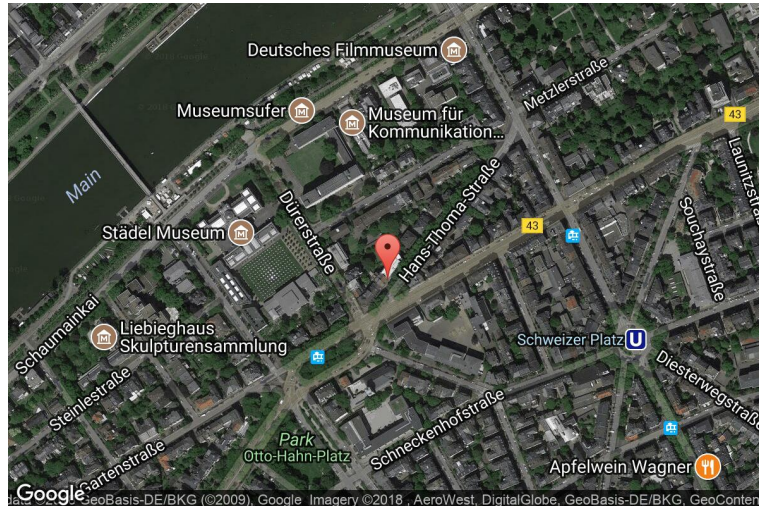 Deutsches Filmmuseum
Metzlerstraße
Museumsufer
Museum für
Kommunikation...
43
Launitzstra
Main
Dürerstraße
Hans-Thoma-Straße
Souchaystraße
Städel Museum
43
Schaumainkai
Liebieghaus
Skulpturensammlung
Schweizer Platz
U
Steinlestraße
Diesterwegstraße
Gartenstraße
Park
Otto-Hahn-Platz
Schneckenhofstraße
Apfelwein Wagner
Google
GeoBasis-DE/BKG (©2009), Google Imagery ©2018 , AeroWest, DigitalGlobe, GeoBasis-DE/BKG, GeoConten